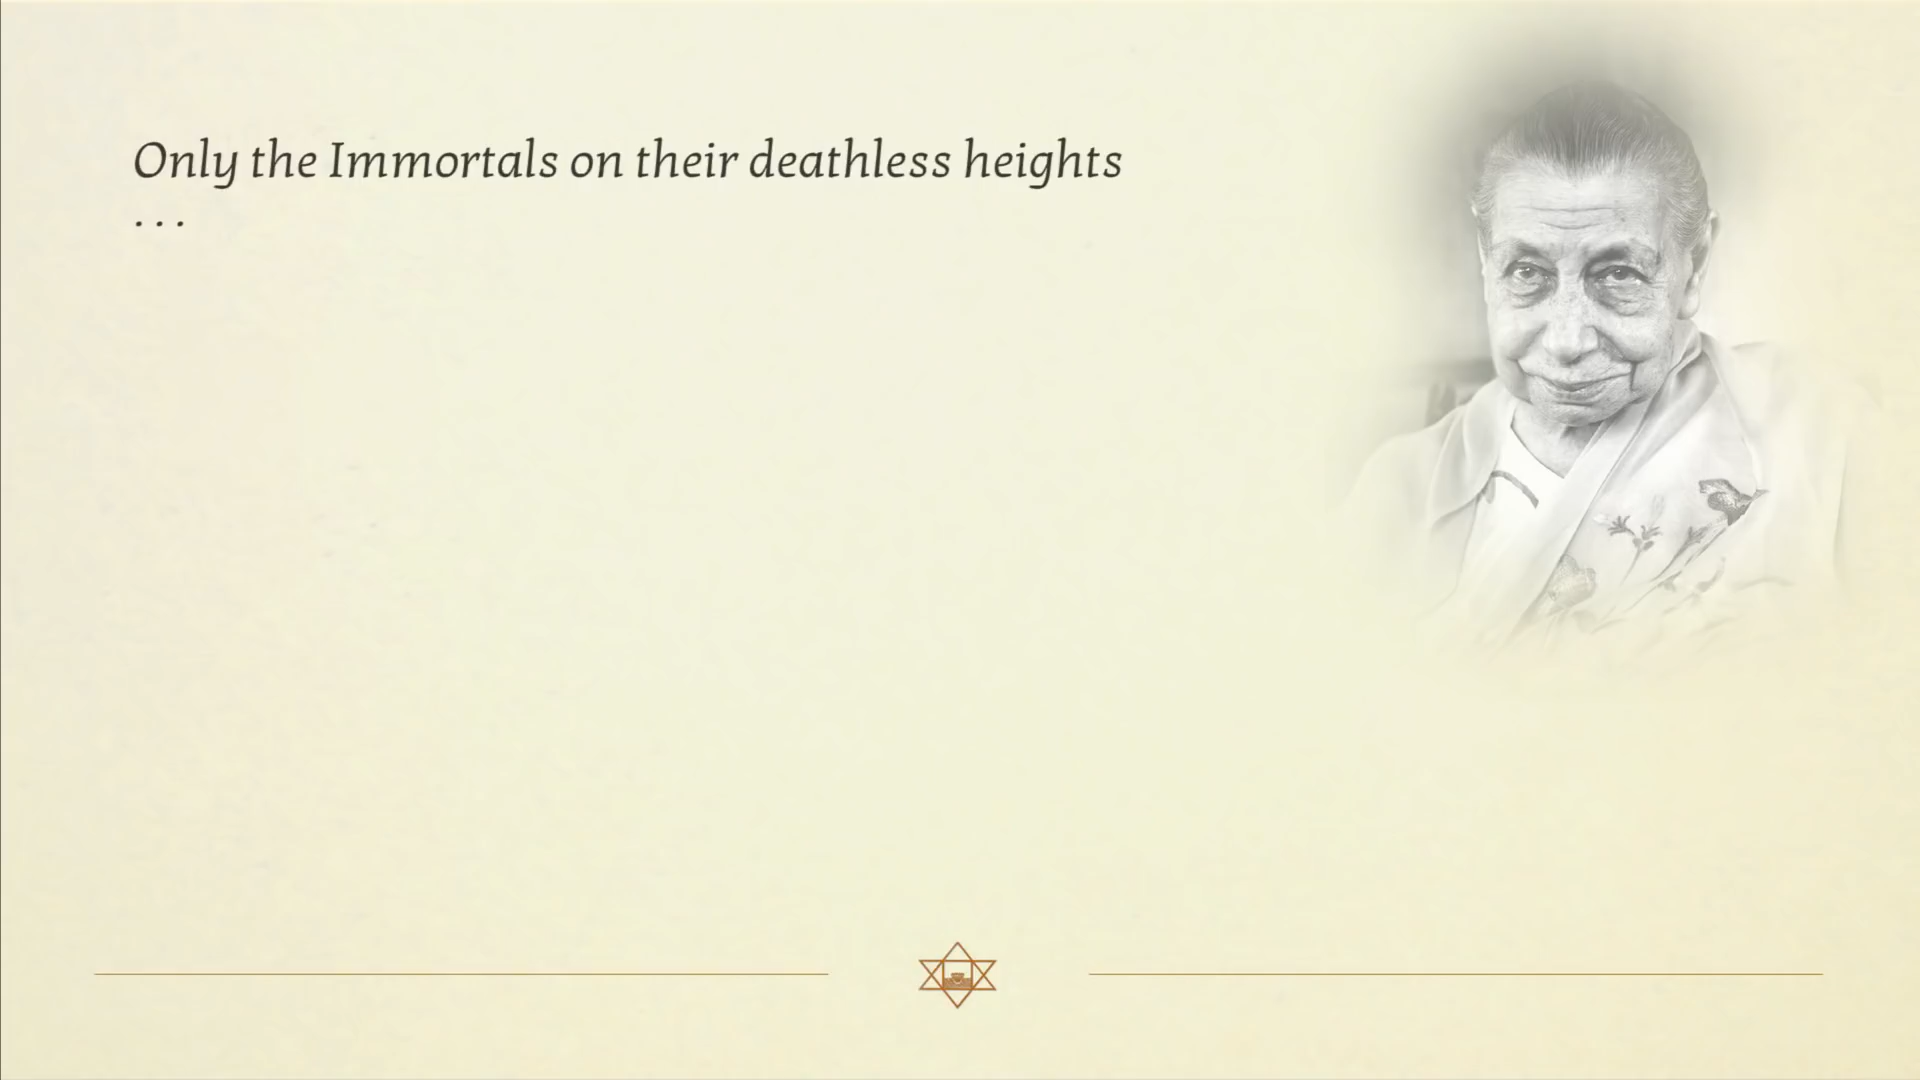 Only the Immortals on their deathless heights
. . .